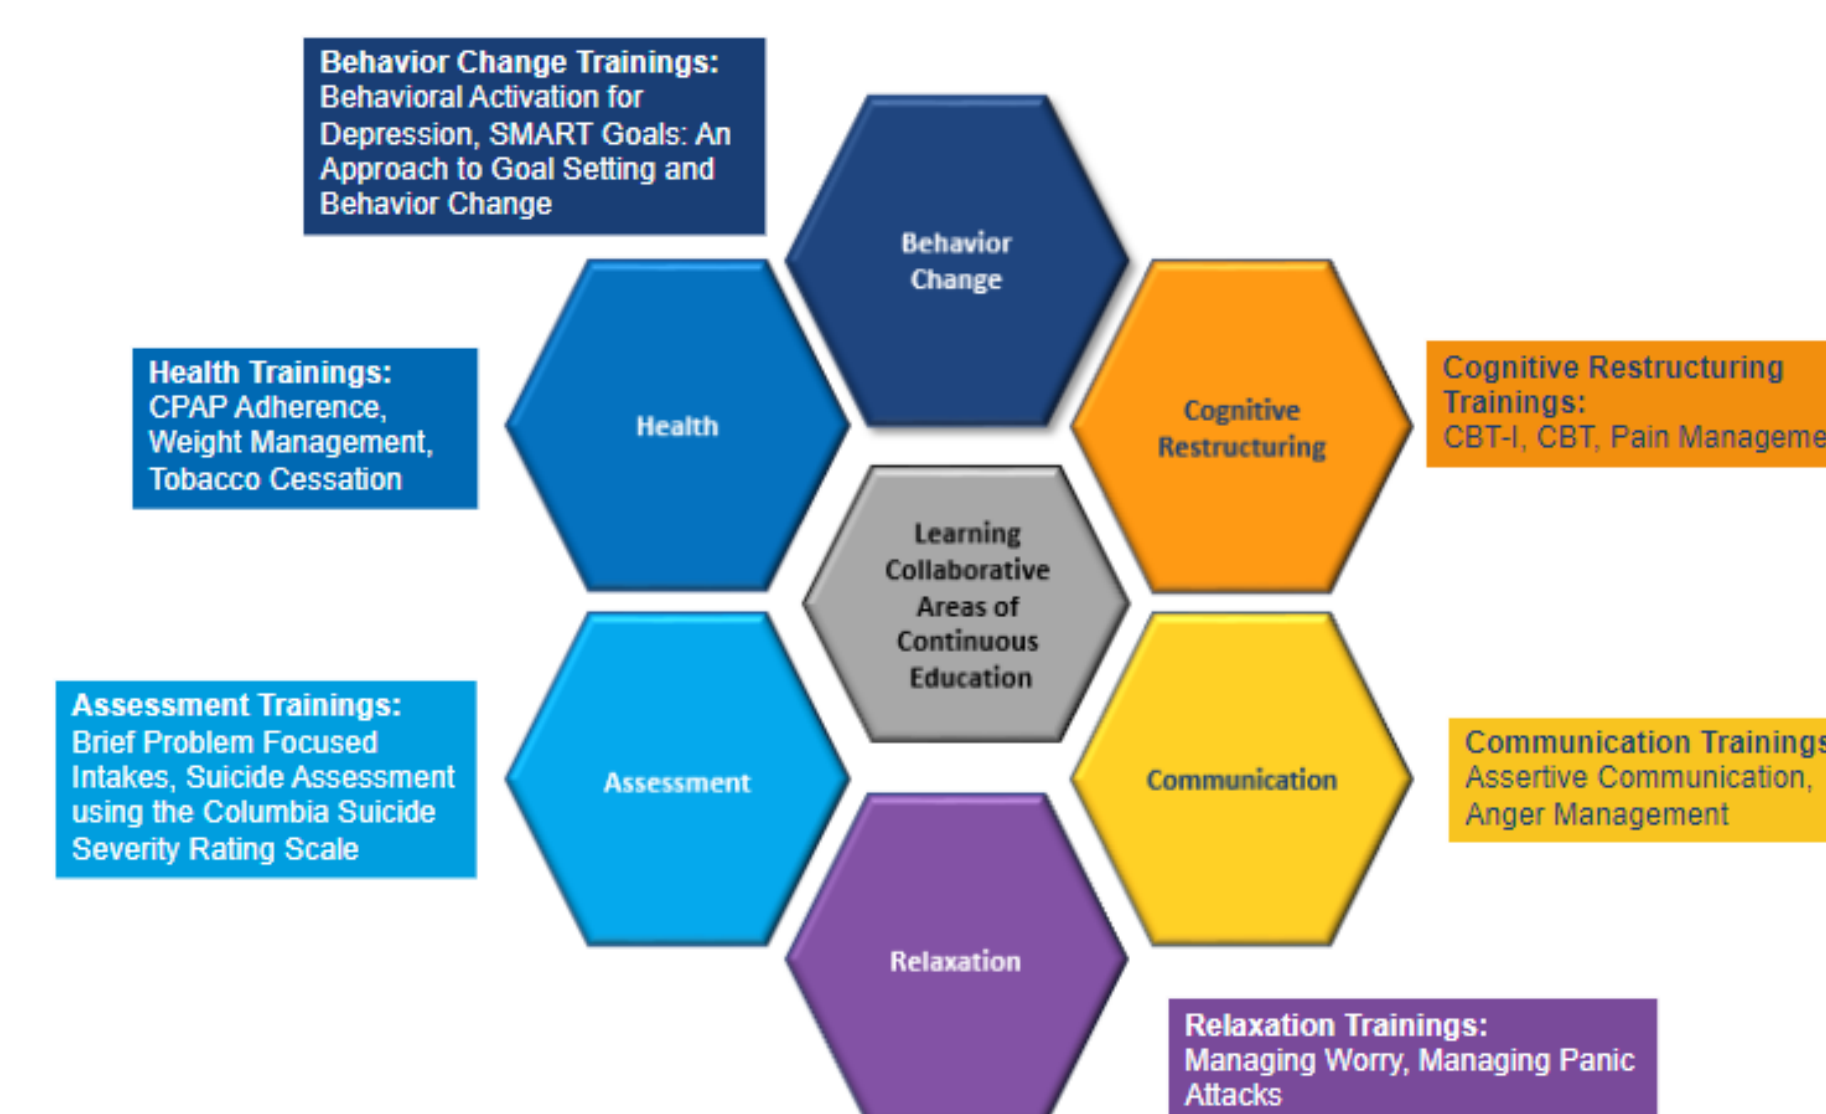 Behavior Change Trainings:
Behavioral Activation for
Depression, SMART Goals: An
Approach to Goal Setting and
Behavior Change
Behavior
Change
Health Trainings:
CPAP Adherence,
Weight Management,
Tobacco Cessation
Health
Cognitive
Restructuring
Cognitive Restructuring
Trainings:
CBT-I, CBT, Pain Manageme
Learning
Collaborative
Areas of
Continuous
Education
Assessment Trainings:
Brief Problem Focused
Intakes, Suicide Assessment
using the Columbia Suicide
Severity Rating Scale
Assessment
Communication
Communication Trainings
Assertive Communication,
Anger Management
Relaxation
Relaxation Trainings:
Managing Worry, Managing Panic
Attacks